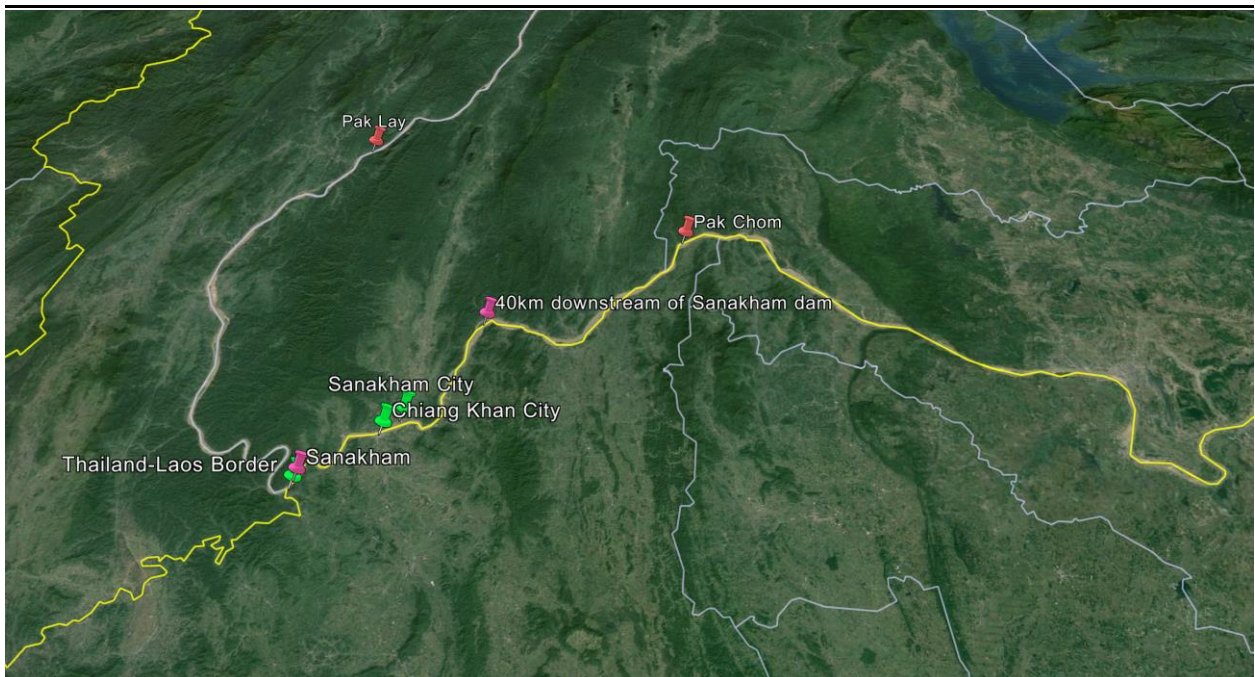 Pak Lay
Pak Chom
40km downstream of Sanakham dam
Sanakham City
Chiang Khan City
Thailand-Laos Border
Sanakham